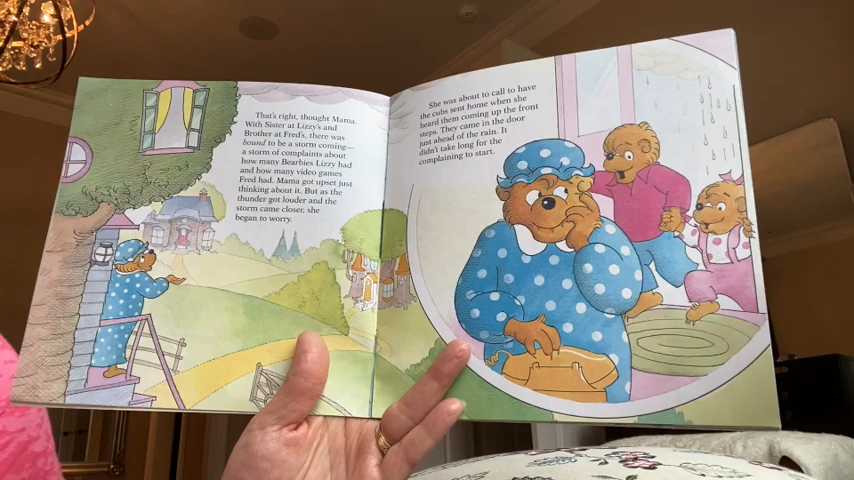 That's right, thought Mama.
With Sister at Lizzy's and
Brother at Fred's, there was
bound to be a storm coming—
a storm of complaints about
how many Bearbies Lizzy had
and how many video games
Fred had. Mama got upset just
thinking about it. But as the
thunder got louder and the
storm came closer, she
began to worry.
She was about to call to have
the cubs sent home when she
heard them coming up the front
steps. They came in the door
just ahead of the rain. It
didn't take long for the
complaining to start.